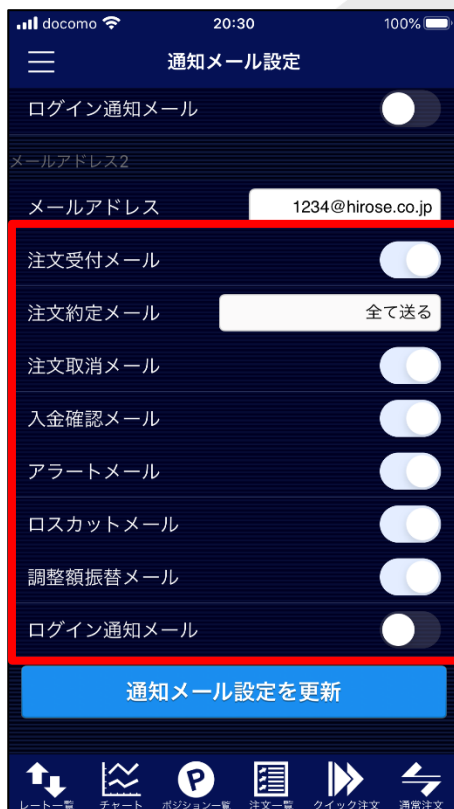 docomo 20:30 100%
通知メール設定
ログイン通知メール
メールアドレス2
メールアドレス 1234@hirose.co.jp
注文受付メール
注文約定メール 全て送る
注文取消メール
入金確認メール
アラートメール
ロスカットメール
調整額振替メール
ログイン通知メール
通知メール設定を更新
P
レート一覧 チャート ポジション一覧 注文一覧 クイック注文 通常注文